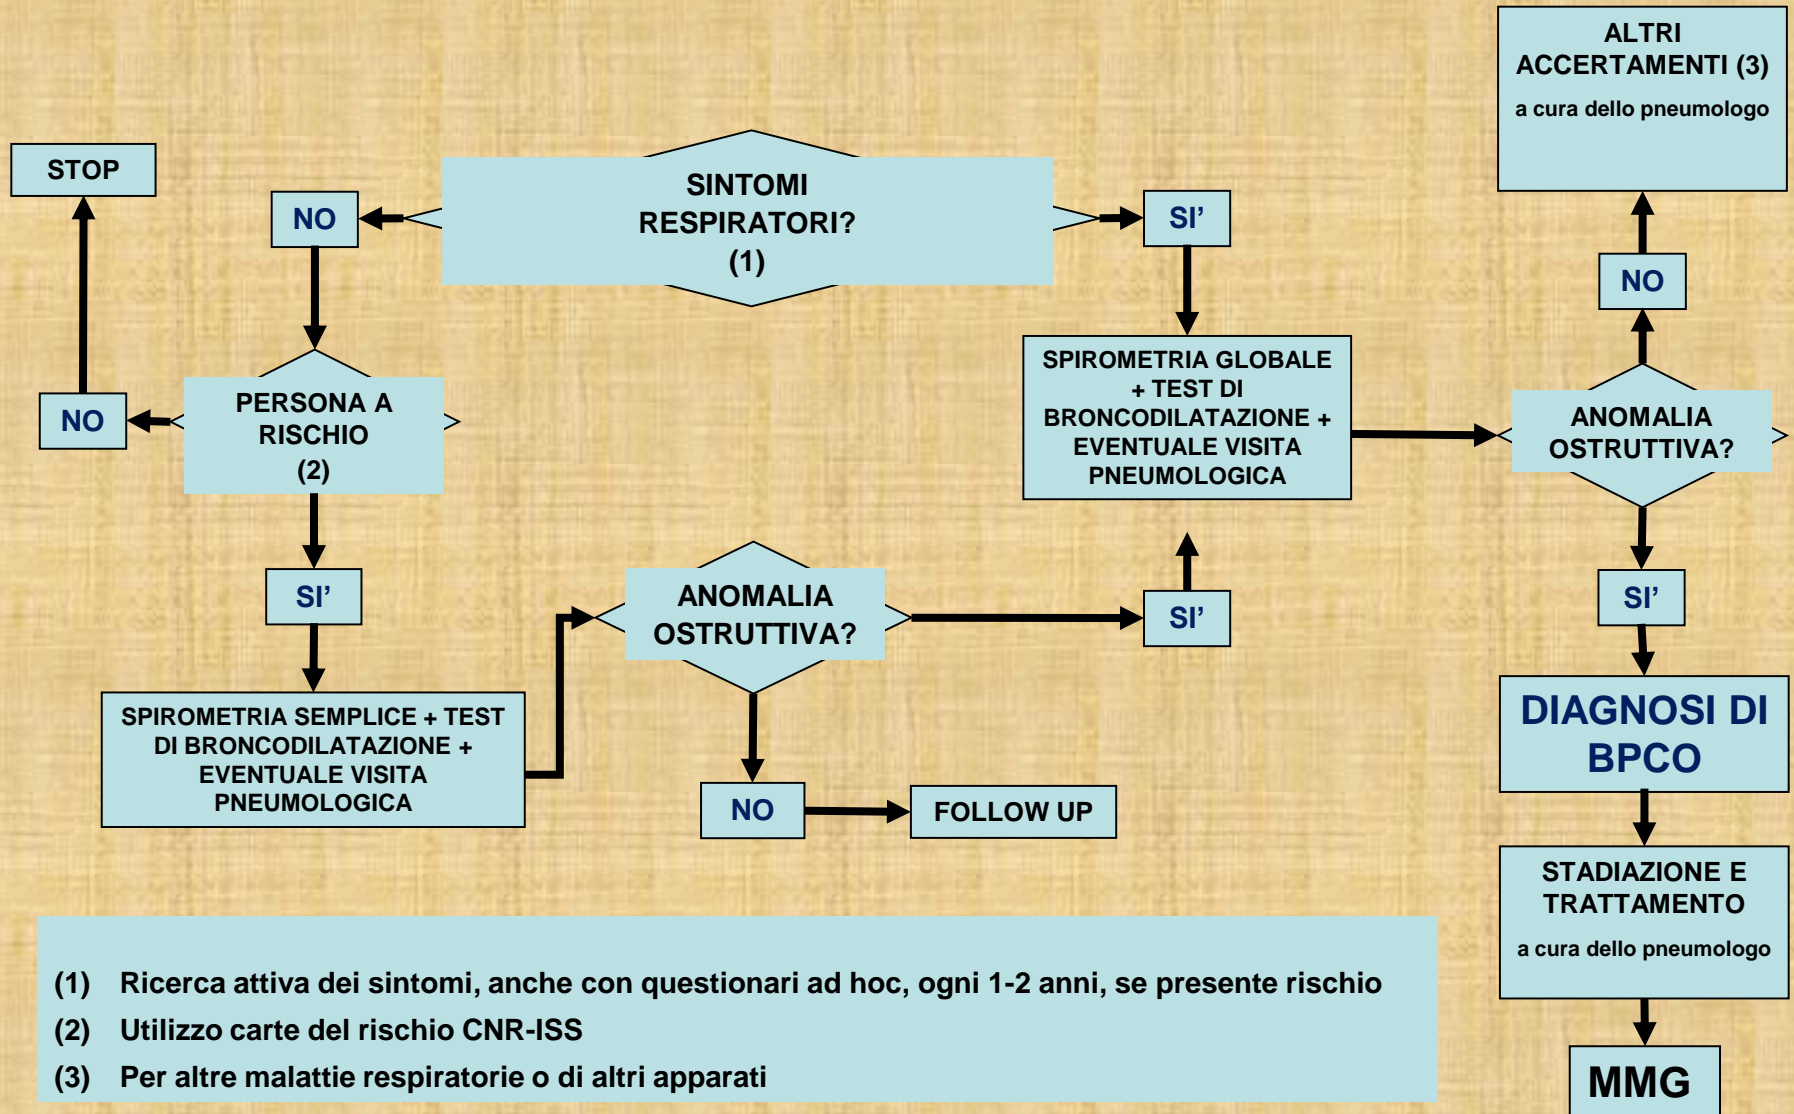 ALTRI
ACCERTAMENTI (3)
a cura dello pneumologo
STOP
SINTOMI
RESPIRATORI?
(1)
NO
SI’
NO
PERSONA A
RISCHIO
(2)
NO
SPIROMETRIA GLOBALE
+ TEST DI
BRONCODILATAZIONE +
EVENTUALE VISITA
PNEUMOLOGICA
ANOMALIA
OSTRUTTIVA?
SI’
ANOMALIA
OSTRUTTIVA?
SI’
SI’
SPIROMETRIA SEMPLICE + TEST
DI BRONCODILATAZIONE +
EVENTUALE VISITA
PNEUMOLOGICA
NO
FOLLOW UP
DIAGNOSI DI
BPCO
STADIAZIONE E
TRATTAMENTO
a cura dello pneumologo
MMG
(1) Ricerca attiva dei sintomi, anche con questionari ad hoc, ogni 1-2 anni, se presente rischio
(2) Utilizzo carte del rischio CNR-ISS
(3) Per altre malattie respiratorie o di altri apparati